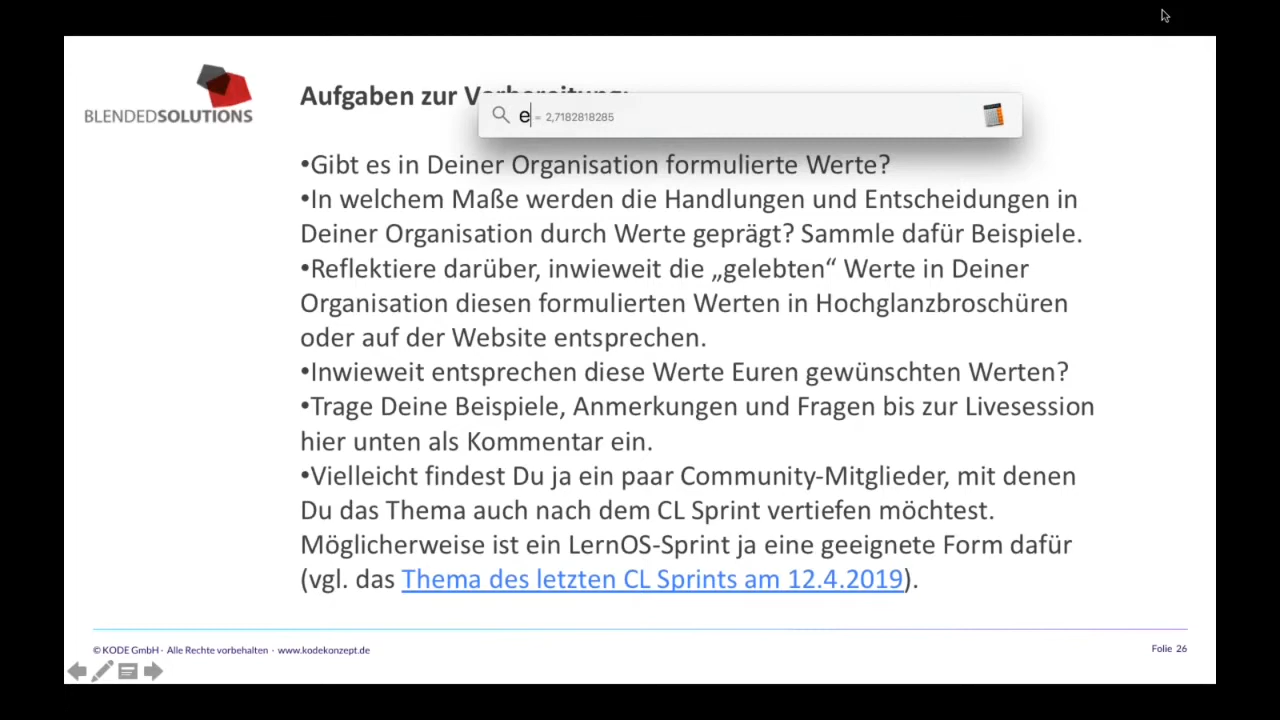 BLENDEDSOLUTIONS
Aufgaben zur Vorbereitung:
e = 2,7182818285
•Gibt es in Deiner Organisation formulierte Werte?
•In welchem Maße werden die Handlungen und Entscheidungen in
Deiner Organisation durch Werte geprägt? Sammle dafür Beispiele.
•Reflektiere darüber, inwieweit die „gelebten“ Werte in Deiner
Organisation diesen formulierten Werten in Hochglanzbroschüren
oder auf der Website entsprechen.
•Inwieweit entsprechen diese Werte Euren gewünschten Werten?
•Trage Deine Beispiele, Anmerkungen und Fragen bis zur Livesession
hier unten als Kommentar ein.
•Vielleicht findest Du ja ein paar Community-Mitglieder, mit denen
Du das Thema auch nach dem CL Sprint vertiefen möchtest.
Möglicherweise ist ein LernOS-Sprint ja eine geeignete Form dafür
(vgl. das Thema des letzten CL Sprints am 12.4.2019).
© KODE GmbH · Alle Rechte vorbehalten · www.kodekonzept.de
Folie 26